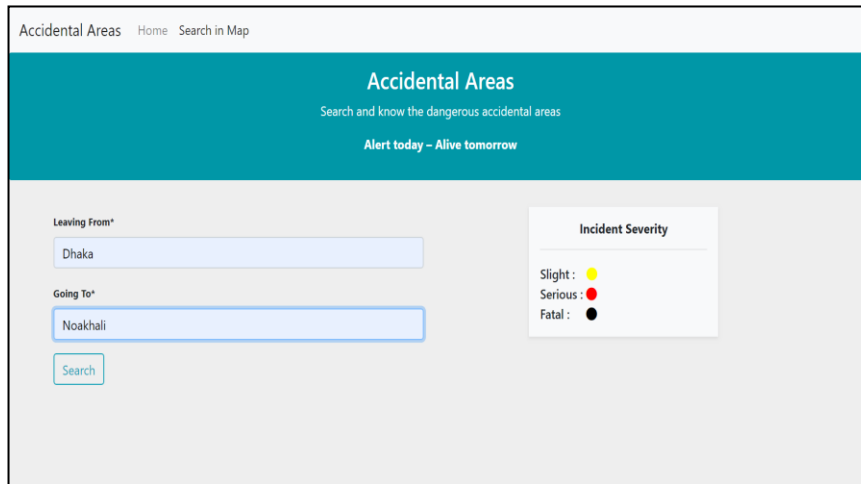 Accidental Areas Home Search in Map
Accidental Areas
Search and know the dangerous accidental areas
Alert today – Alive tomorrow
Leaving From*
Dhaka
Going To*
Noakhali
Search
Incident Severity
Slight :
Serious :
Fatal :